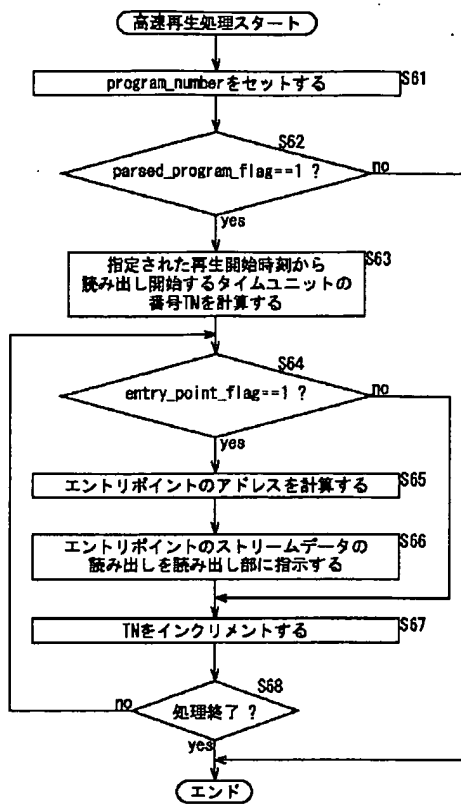 高速再生処理スタート
program_numberをセットする
S61
S62
parsed_program_flag==1 ?
no
yes
指定された再生開始時刻から
読み出し開始するタイムユニットの
番号TNを計算する
S63
S64
entry_point_flag==1 ?
no
yes
エントリポイントのアドレスを計算する
S65
エントリポイントのストリームデータの
読み出しを読み出し部に指示する
S66
TNをインクリメントする
S67
S68
no
処理終了 ?
yes
エンド